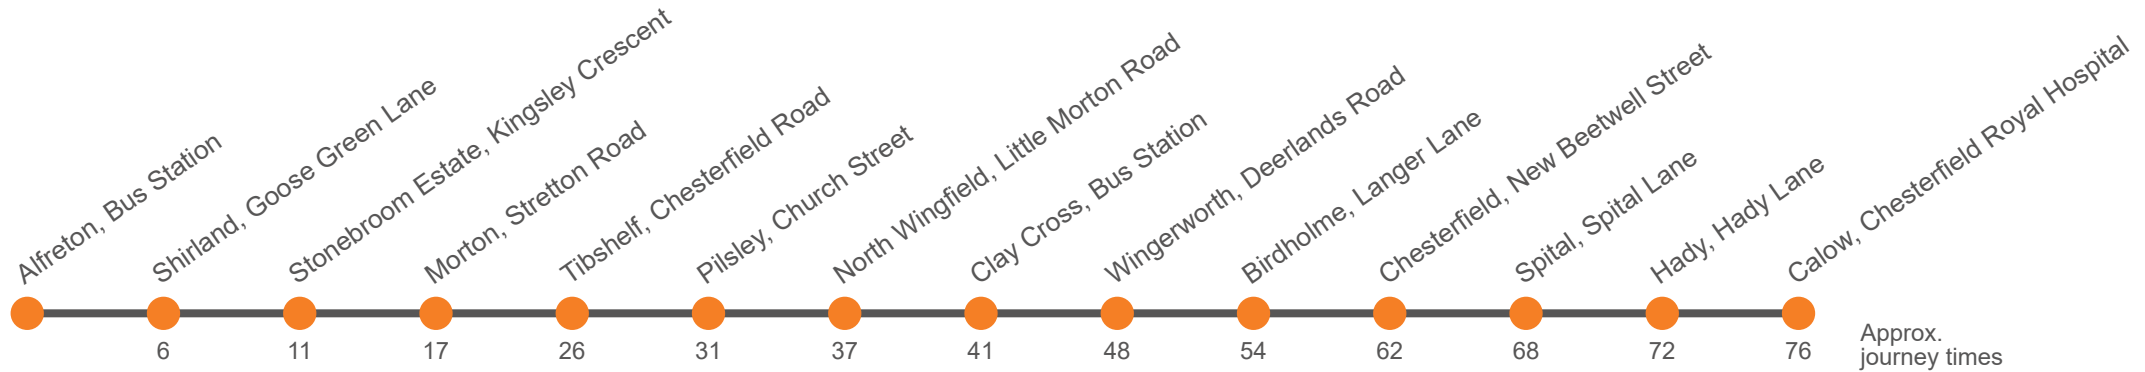 Alfreton, Bus Station
Shirland, Goose Green Lane
Stonebroom Estate, Kingsley Crescent
Morton, Stretton Road
Tibshelf, Chesterfield Road
Pilsley, Church Street
North Wingfield, Little Morton Road
Clay Cross, Bus Station
Wingerworth, Deerlands Road
Birdholme, Langer Lane
Chesterfield, New Beetwell Street
Spital, Spital Lane
Hady, Hady Lane
Calow, Chesterfield Royal Hospital
6 11 17 26 31 37 41 48 54 62 68 72 76
Approx.
journey times